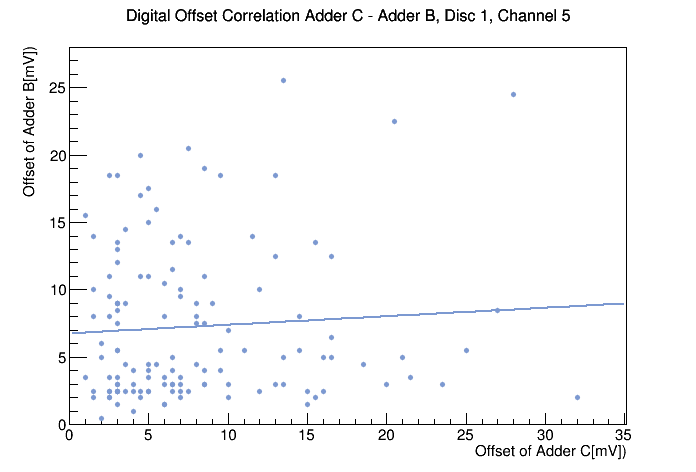 Digital Offset Correlation Adder C - Adder B, Disc 1, Channel 5
Offset of Adder B[mV])
25
20
15
10
5
0
0 5 10 15 20 25 30 35
Offset of Adder C[mV])